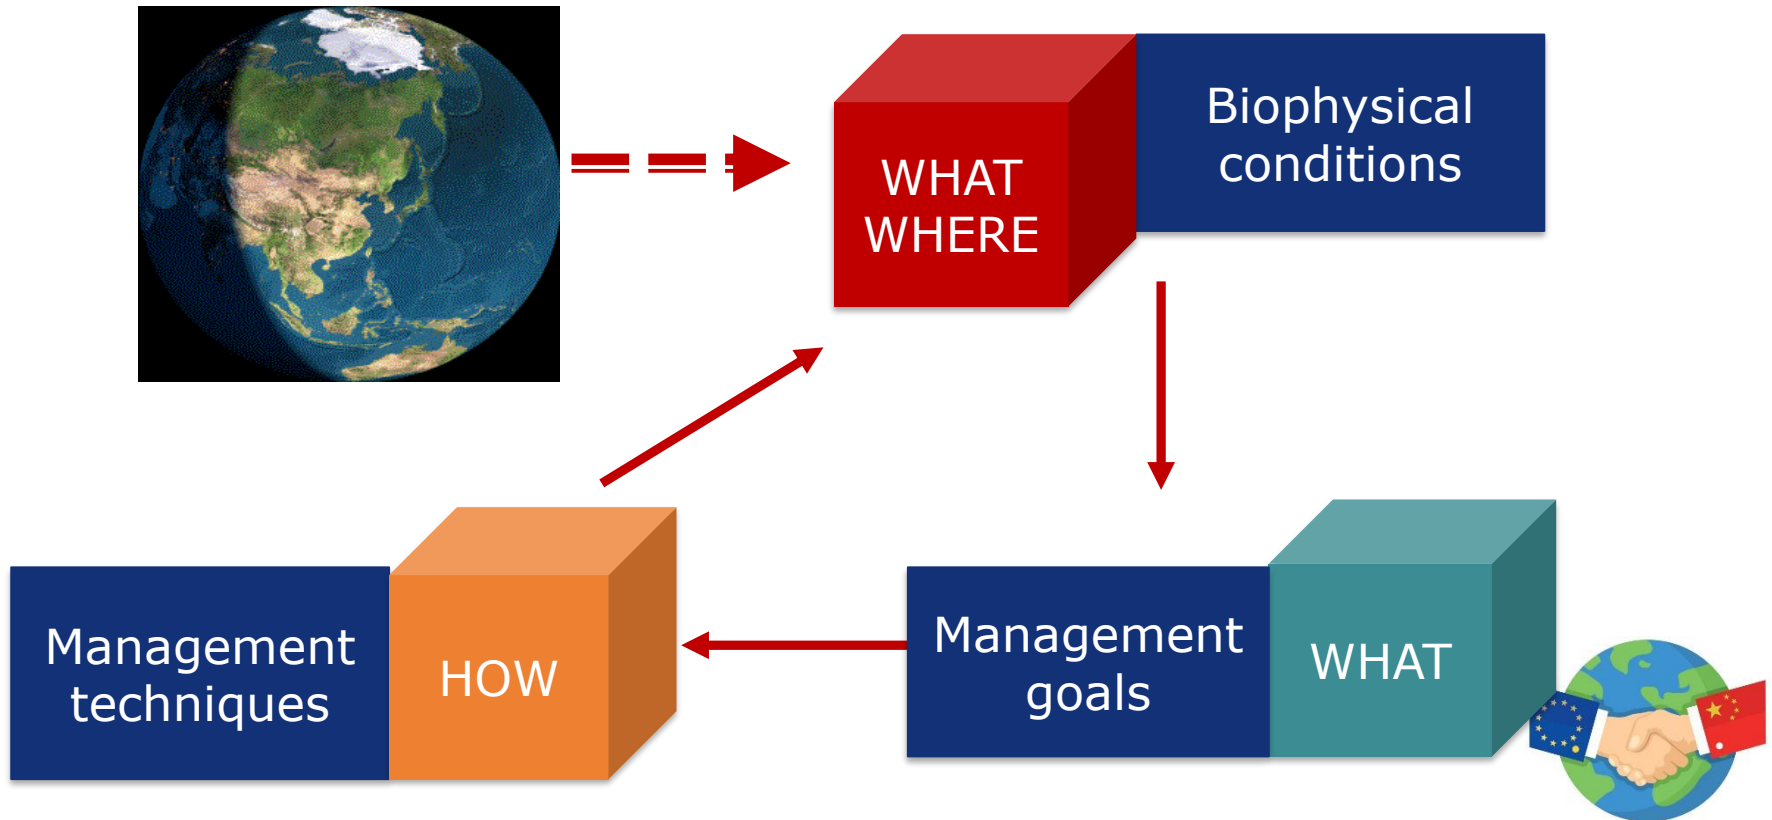 WHAT
WHERE
Biophysical
conditions
Management
techniques
HOW
Management
goals
WHAT